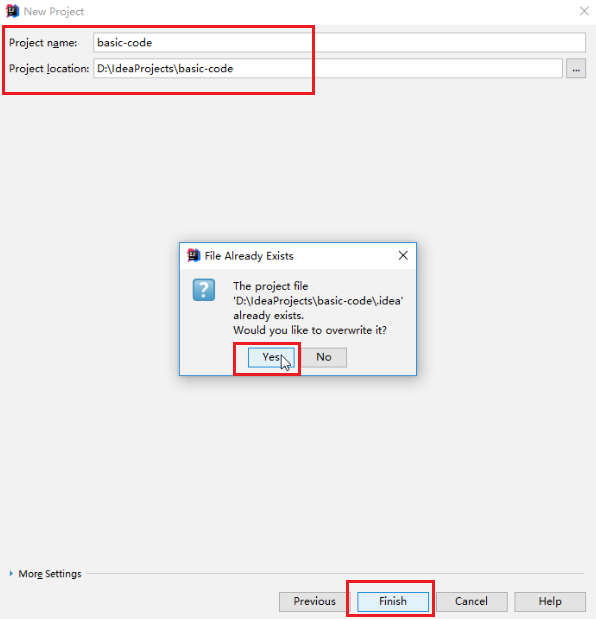 New Project
Project name: basic-code
Project location: D:\IdeaProjects\basic-code ...
File Already Exists
The project file
'D:\IdeaProjects\basic-code\.idea'
already exists.
Would you like to overwrite it?
Yes No
More Settings
Previous Finish Cancel Help